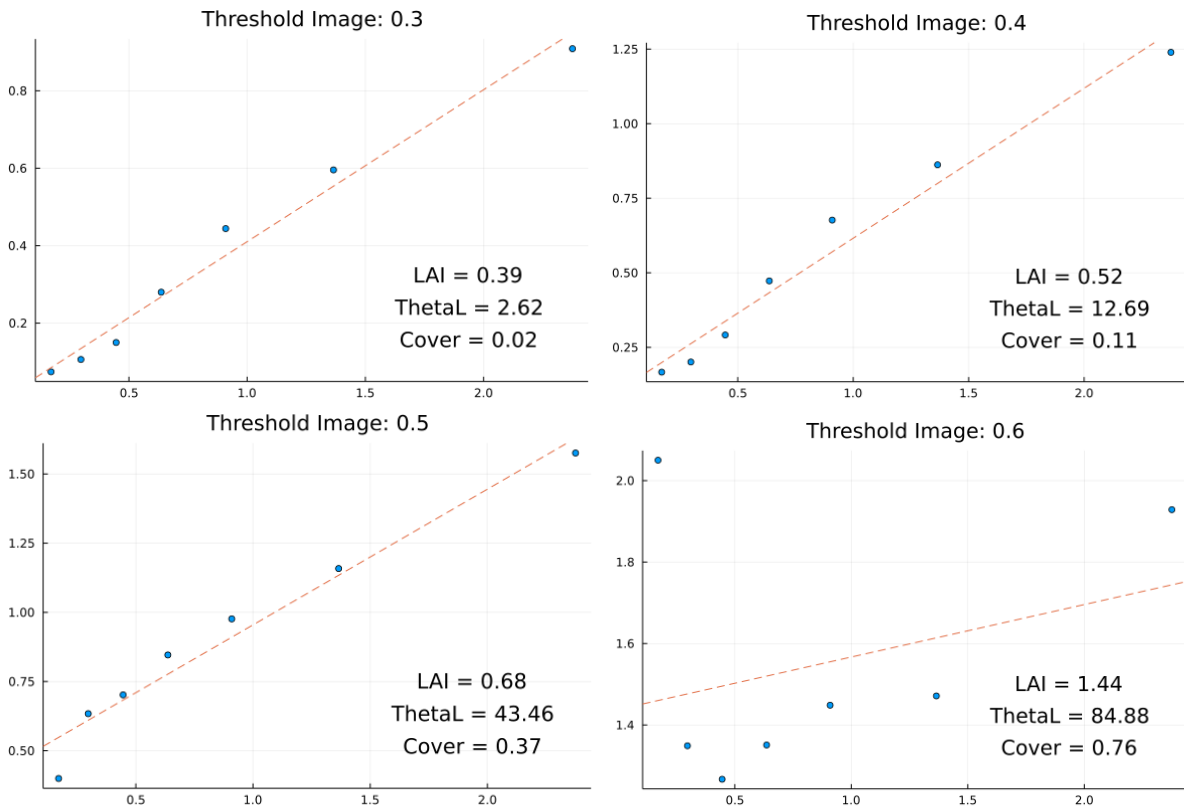 Threshold Image: 0.3
0.8
0.6
0.4
0.2
LAI = 0.39
ThetaL = 2.62
Cover = 0.02
0.5 1.0 1.5 2.0
Threshold Image: 0.4
1.25
1.00
0.75
0.50
0.25
LAI = 0.52
ThetaL = 12.69
Cover = 0.11
0.5 1.0 1.5 2.0
Threshold Image: 0.5
1.50
1.25
1.00
0.75
0.50
LAI = 0.68
ThetaL = 43.46
Cover = 0.37
0.5 1.0 1.5 2.0
Threshold Image: 0.6
2.0
1.8
1.6
1.4
LAI = 1.44
ThetaL = 84.88
Cover = 0.76
0.5 1.0 1.5 2.0